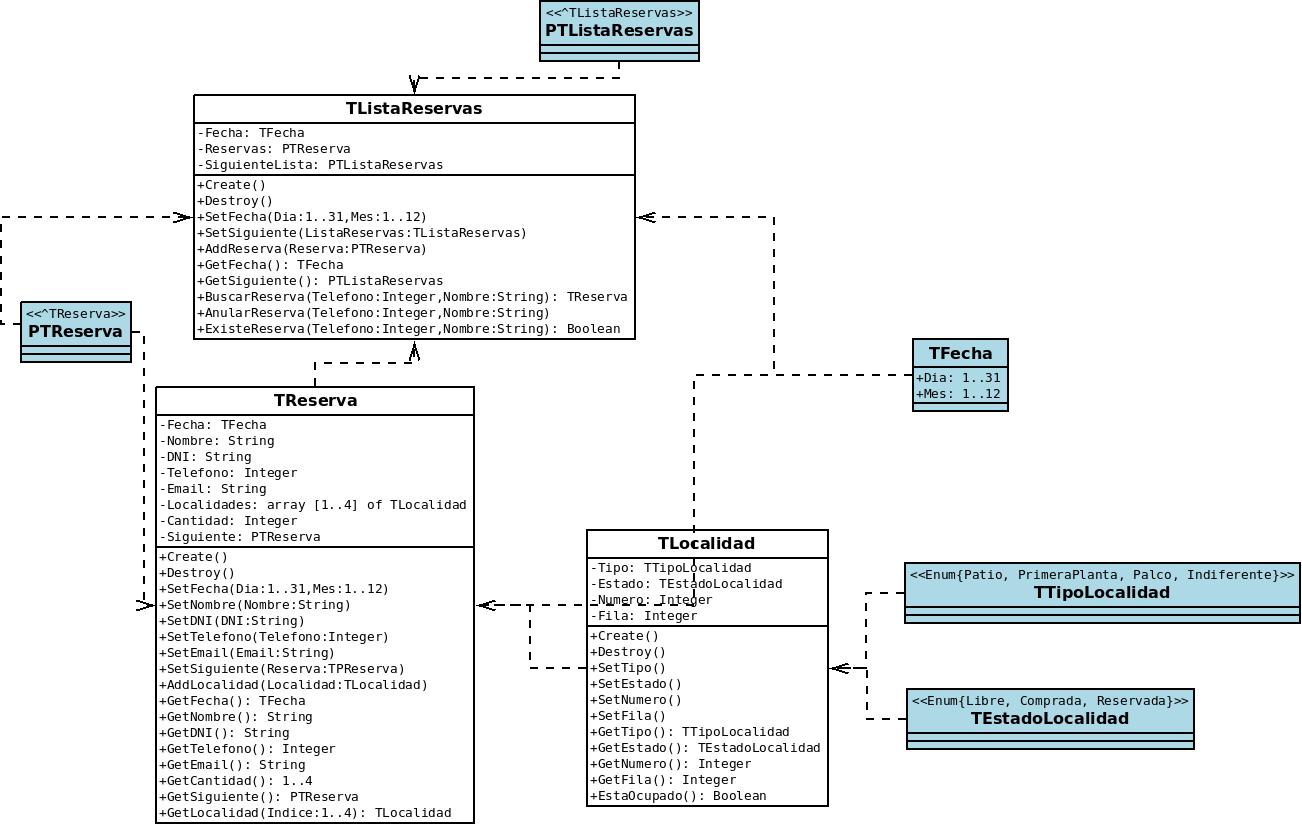 <<^TListaReservas>>
PTListaReservas
TListaReservas
-Fecha: TFecha
-Reservas: PTReserva
-SiguienteLista: PTListaReservas
+Create()
+Destroy()
+SetFecha(Dia:1..31,Mes:1..12)
+SetSiguiente(ListaReservas:TListaReservas)
+AddReserva(Reserva:PTReserva)
+GetFecha(): TFecha
+GetSiguiente(): PTListaReservas
+BuscarReserva(Telefono:Integer,Nombre:String): TReserva
+AnularReserva(Telefono:Integer,Nombre:String)
+ExisteReserva(Telefono:Integer,Nombre:String): Boolean
<<^TReserva>>
PTReserva
TFecha
+Dia: 1..31
+Mes: 1..12
TReserva
-Fecha: TFecha
-Nombre: String
-DNI: String
-Telefono: Integer
-Email: String
-Localidades: array [1..4] of TLocalidad
-Cantidad: Integer
-Siguiente: PTReserva
+Create()
+Destroy()
+SetFecha(Dia:1..31,Mes:1..12)
+SetNombre(Nombre:String)
+SetDNI(DNI:String)
+SetTelefono(Telefono:Integer)
+SetEmail(Email:String)
+SetSiguiente(Reserva:TPReserva)
+AddLocalidad(Localidad:TLocalidad)
+GetFecha(): TFecha
+GetNombre(): String
+GetDNI(): String
+GetTelefono(): Integer
+GetEmail(): String
+GetCantidad(): 1..4
+GetSiguiente(): PTReserva
+GetLocalidad(Indice:1..4): TLocalidad
TLocalidad
-Tipo: TTipoLocalidad
-Estado: TEstadoLocalidad
-Numero: Integer
-Fila: Integer
+Create()
+Destroy()
+SetTipo()
+SetEstado()
+SetNumero()
+SetFila()
+GetTipo(): TTipoLocalidad
+GetEstado(): TEstadoLocalidad
+GetNumero(): Integer
+GetFila(): Integer
+EstaOcupado(): Boolean
<<Enum{Patio, PrimeraPlanta, Palco, Indiferente}>>
TTipoLocalidad
<<Enum{Libre, Comprada, Reservada}>>
TEstadoLocalidad